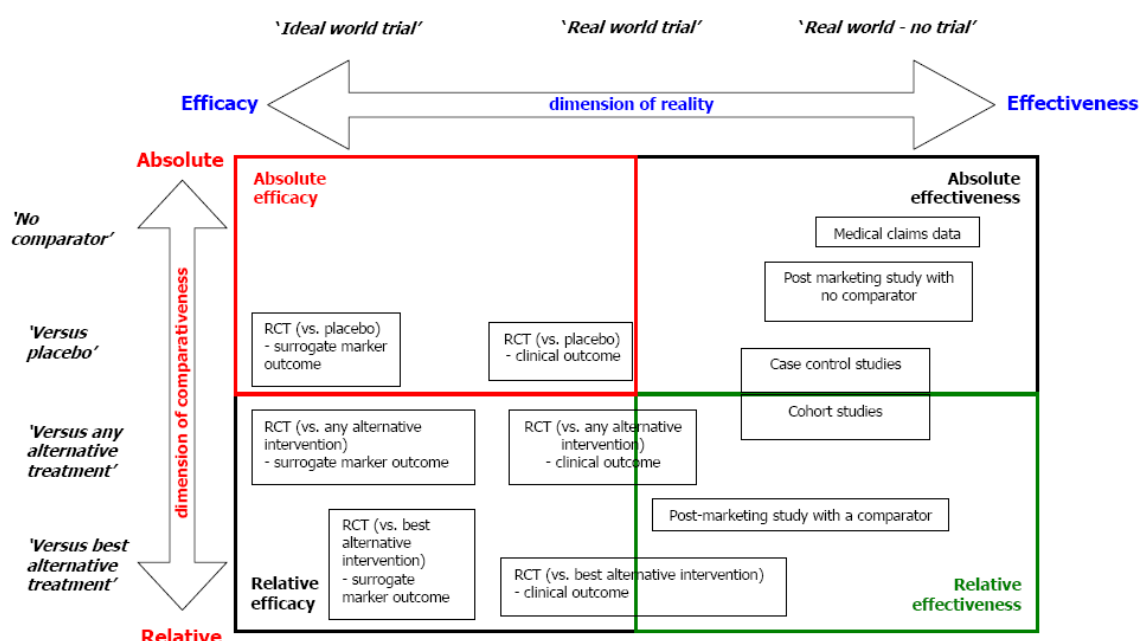 ‘Ideal world trial’
‘Real world trial’
‘Real world - no trial’
Efficacy
dimension of reality
Effectiveness
Absolute
Absolute
efficacy
Absolute
effectiveness
‘No
comparator’
Medical claims data
Post marketing study with
no comparator
dimension of comparativeness
‘Versus
placebo’
RCT (vs. placebo)
- surrogate marker
outcome
RCT (vs. placebo)
- clinical outcome
Case control studies
Cohort studies
‘Versus any
alternative
treatment’
RCT (vs. any alternative
intervention)
- surrogate marker outcome
RCT (vs. any alternative
intervention)
- clinical outcome
Post-marketing study with a comparator
‘Versus best
alternative
treatment’
RCT (vs. best
alternative
intervention)
- surrogate
marker outcome
RCT (vs. best alternative intervention)
- clinical outcome
Relative
efficacy
Relative
effectiveness
Relative